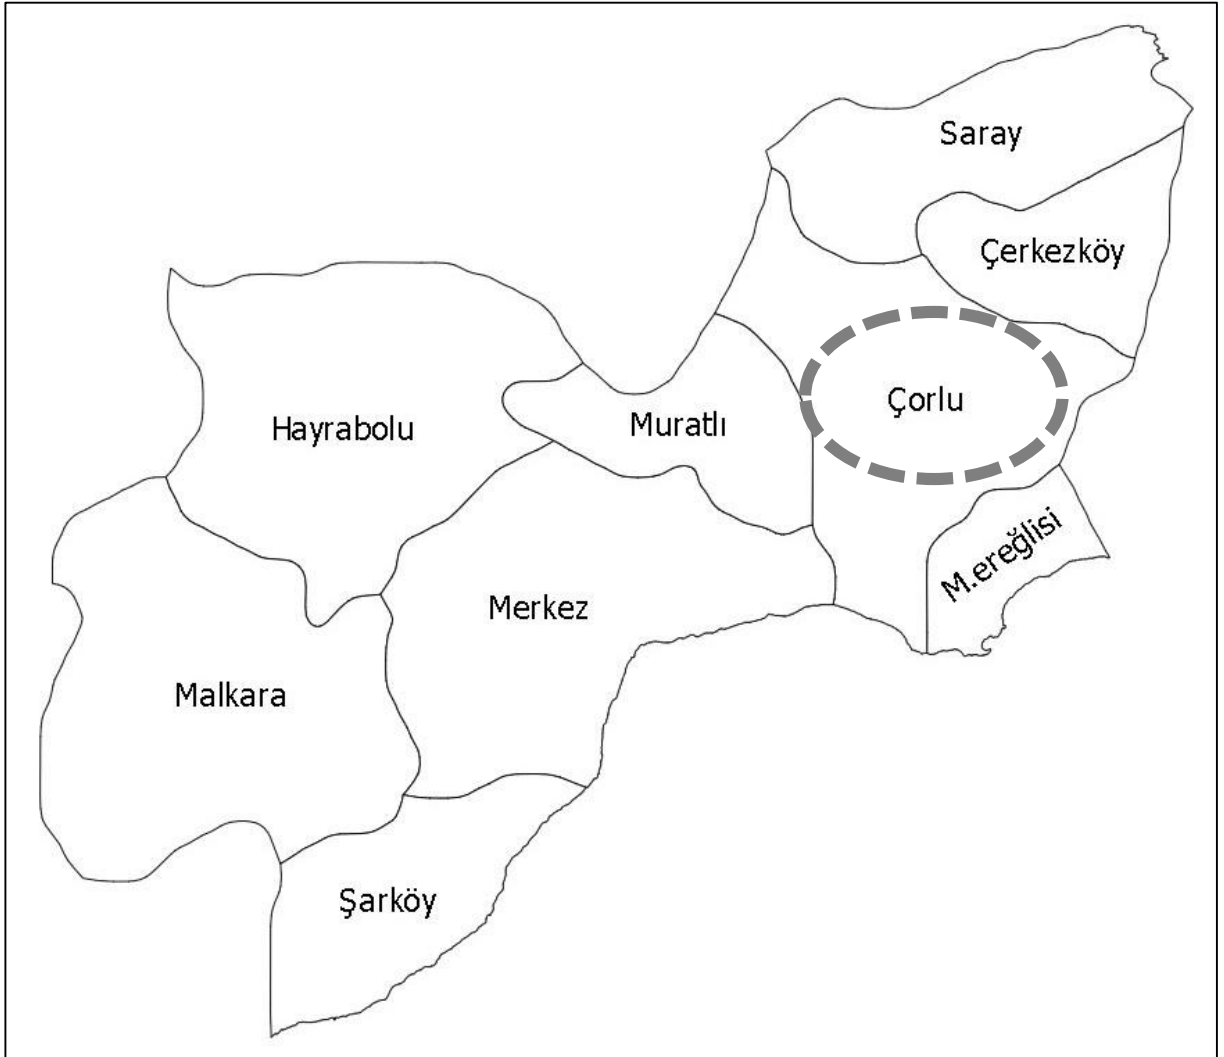 Saray
Çerkezköy
Çorlu
Muratlı
Hayrabolu
M.ereğlisi
Merkez
Malkara
Şarköy